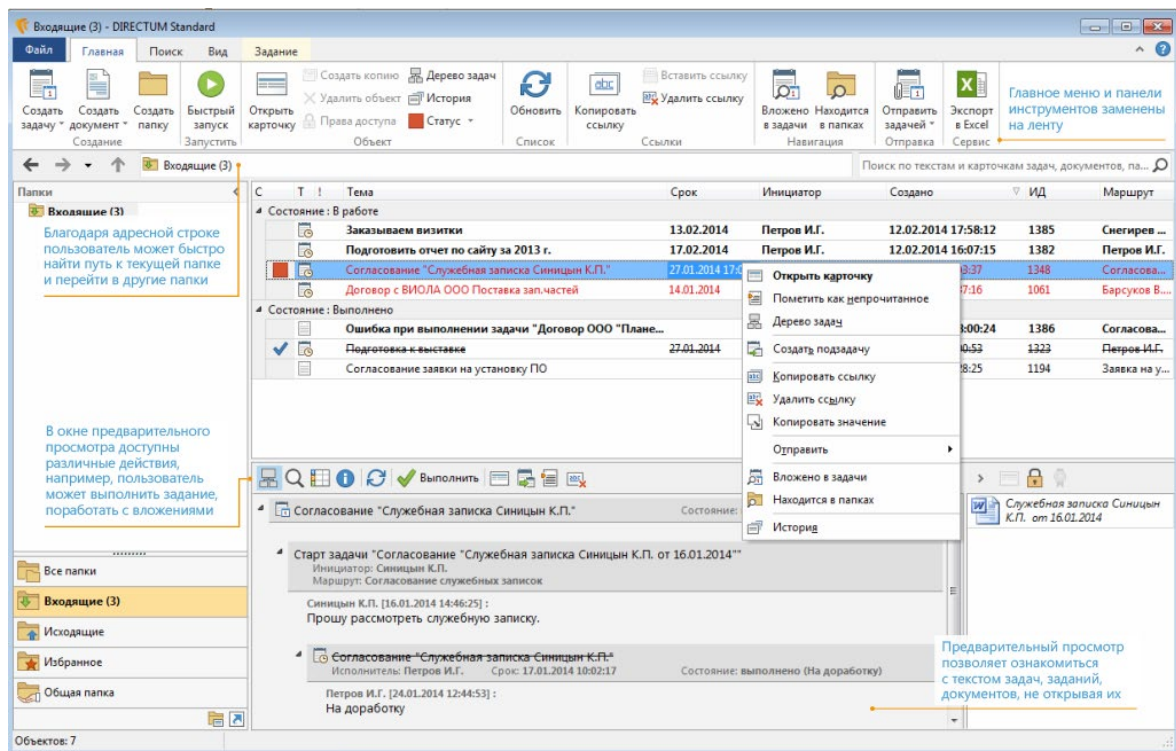 Входящие (3) - DIRECTUM Standard
Файл Главная Поиск Вид Задание
Создать задачу
Создать документ
Создать папку
Создание
Быстрый запуск
Запустить
Открыть карточку
Создать копию
Удалить объект
Права доступа
Дерево задач
История
Статус
Объект
Обновить
Список
Копировать ссылку
Вставить ссылку
Удалить ссылку
Ссылки
Вложено в задачи
Находится в папках
Навигация
Отправить задачей
Отправка
Экспорт в Excel
Сервис
Главное меню и панели
инструментов заменены
на ленту
Входящие (3)
Поиск по текстам и карточкам задач, документов, па...
Папки
Входящие (3)
Благодаря адресной строке
пользователь может быстро
найти путь к текущей папке
и перейти в другие папки
С Т ! Тема Срок Инициатор Создано ИД Маршрут
Состояние : В работе
Заказываем визитки 13.02.2014 Петров И.Г. 12.02.2014 17:58:12 1385 Снегирев ...
Подготовить отчет по сайту за 2013 г. 17.02.2014 Петров И.Г. 12.02.2014 16:07:15 1382 Петров И.Г.
Согласование "Служебная записка Синицын К.П." 27.01.2014 17:0 3:37 1348 Согласова...
Договор с ВИОЛА ООО Поставка зап.частей 14.01.2014 7:16 1061 Барсуков В....
Состояние : Выполнено
Ошибка при выполнении задачи "Договор ООО "Плане... :00:24 1386 Согласова...
Подготовка к выставке 27.01.2014 0:53 1323 Петров И.Г.
Согласование заявки на установку ПО 8:25 1194 Заявка на у...
Открыть карточку
Пометить как непрочитанное
Дерево задач
Создать подзадачу
Копировать ссылку
Удалить ссылку
Копировать значение
Отправить
Вложено в задачи
Находится в папках
История
В окне предварительного
просмотра доступны
различные действия,
например, пользователь
может выполнить задание,
поработать с вложениями
Все папки
Входящие (3)
Исходящие
Избранное
Общая папка
Выполнить
Согласование "Служебная записка Синицын К.П." Состояние:
Старт задачи "Согласование "Служебная записка Синицын К.П. от 16.01.2014""
Инициатор: Синицын К.П.
Маршрут: Согласование служебных записок
Синицын К.П. [16.01.2014 14:46:25] :
Прошу рассмотреть служебную записку.
Согласование "Служебная записка Синицын К.П."
Исполнитель: Петров И.Г. Срок: 17.01.2014 10:02:17 Состояние: выполнено (На доработку)
Петров И.Г. [24.01.2014 12:44:53] :
На доработку
Служебная записка Синицын
К.П. от 16.01.2014
Предварительный просмотр
позволяет ознакомиться
с текстом задач, заданий,
документов, не открывая их
Объектов: 7